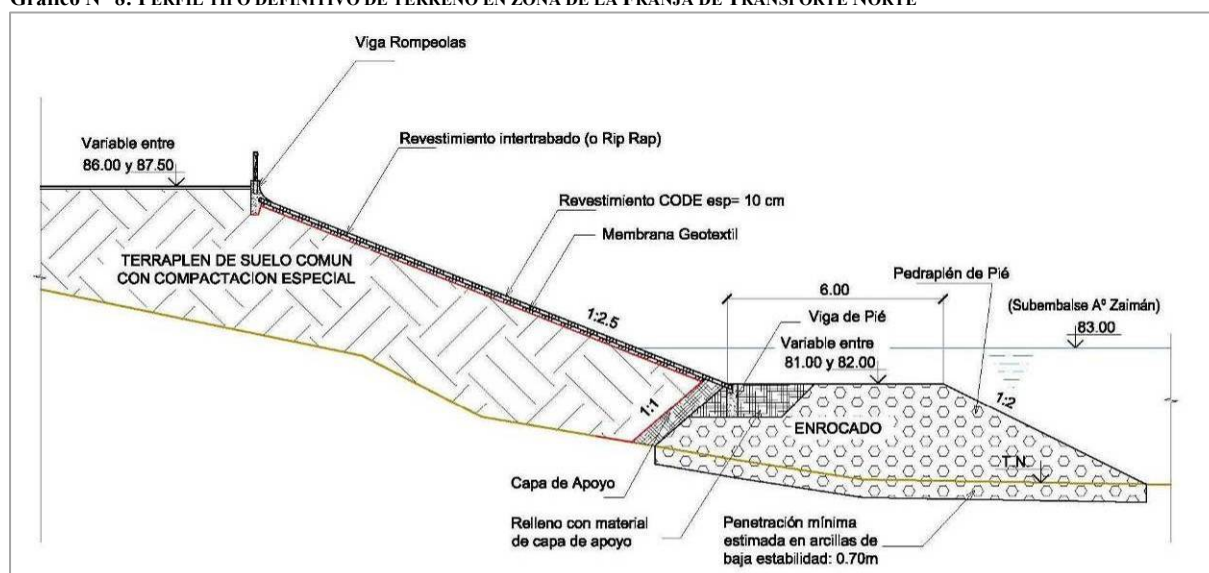 Gráfico N° 8: PERFIL TIPO DEFINITIVO DE TERRENO EN ZONA DE LA FRANJA DE TRANSPORTE NORTE
Viga Rompeolas
Variable entre
86.00 y 87.50
Revestimiento intertrabado (o Rip Rap)
Revestimiento CODE esp= 10 cm
Membrana Geotextil
TERRAPLEN DE SUELO COMUN
CON COMPACTACION ESPECIAL
Pedraplén de Pié
6.00
(Subembalse Aº Zaimán)
83.00
Viga de Pié
Variable entre
81.00 y 82.00
1:2.5
1:1
1:2
ENROCADO
T.N.
Capa de Apoyo
Relleno con material
de capa de apoyo
Penetración mínima
estimada en arcillas de
baja estabilidad: 0.70m